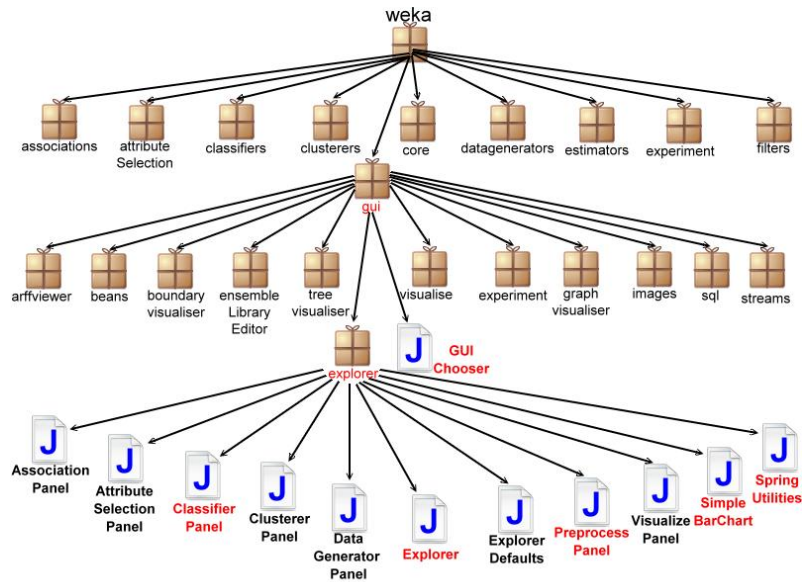 weka
associations
attribute
Selection
classifiers
clusterers
core
datagenerators
estimators
experiment
filters
gui
arffviewer
beans
boundary
visualiser
ensemble
Library
Editor
tree
visualiser
visualise
experiment
graph
visualiser
images
sql
streams
explorer
J
GUI
Chooser
J
Association
Panel
J
Attribute
Selection
Panel
J
Classifier
Panel
J
Clusterer
Panel
J
Data
Generator
Panel
J
Explorer
J
Explorer
Defaults
J
Preprocess
Panel
J
Visualize
Panel
J
Simple
BarChart
J
Spring
Utilities